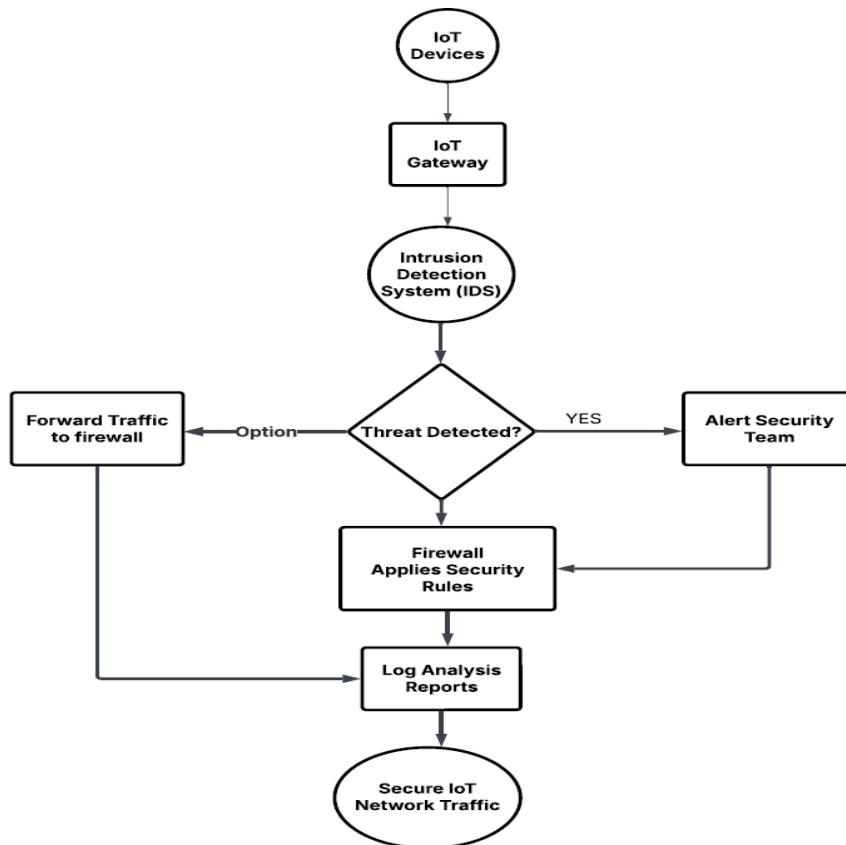 IoT
Devices
IoT
Gateway
Intrusion
Detection
System (IDS)
Forward Traffic
to firewall
Option
Threat Detected?
YES
Alert Security
Team
Firewall
Applies Security
Rules
Log Analysis
Reports
Secure IoT
Network Traffic